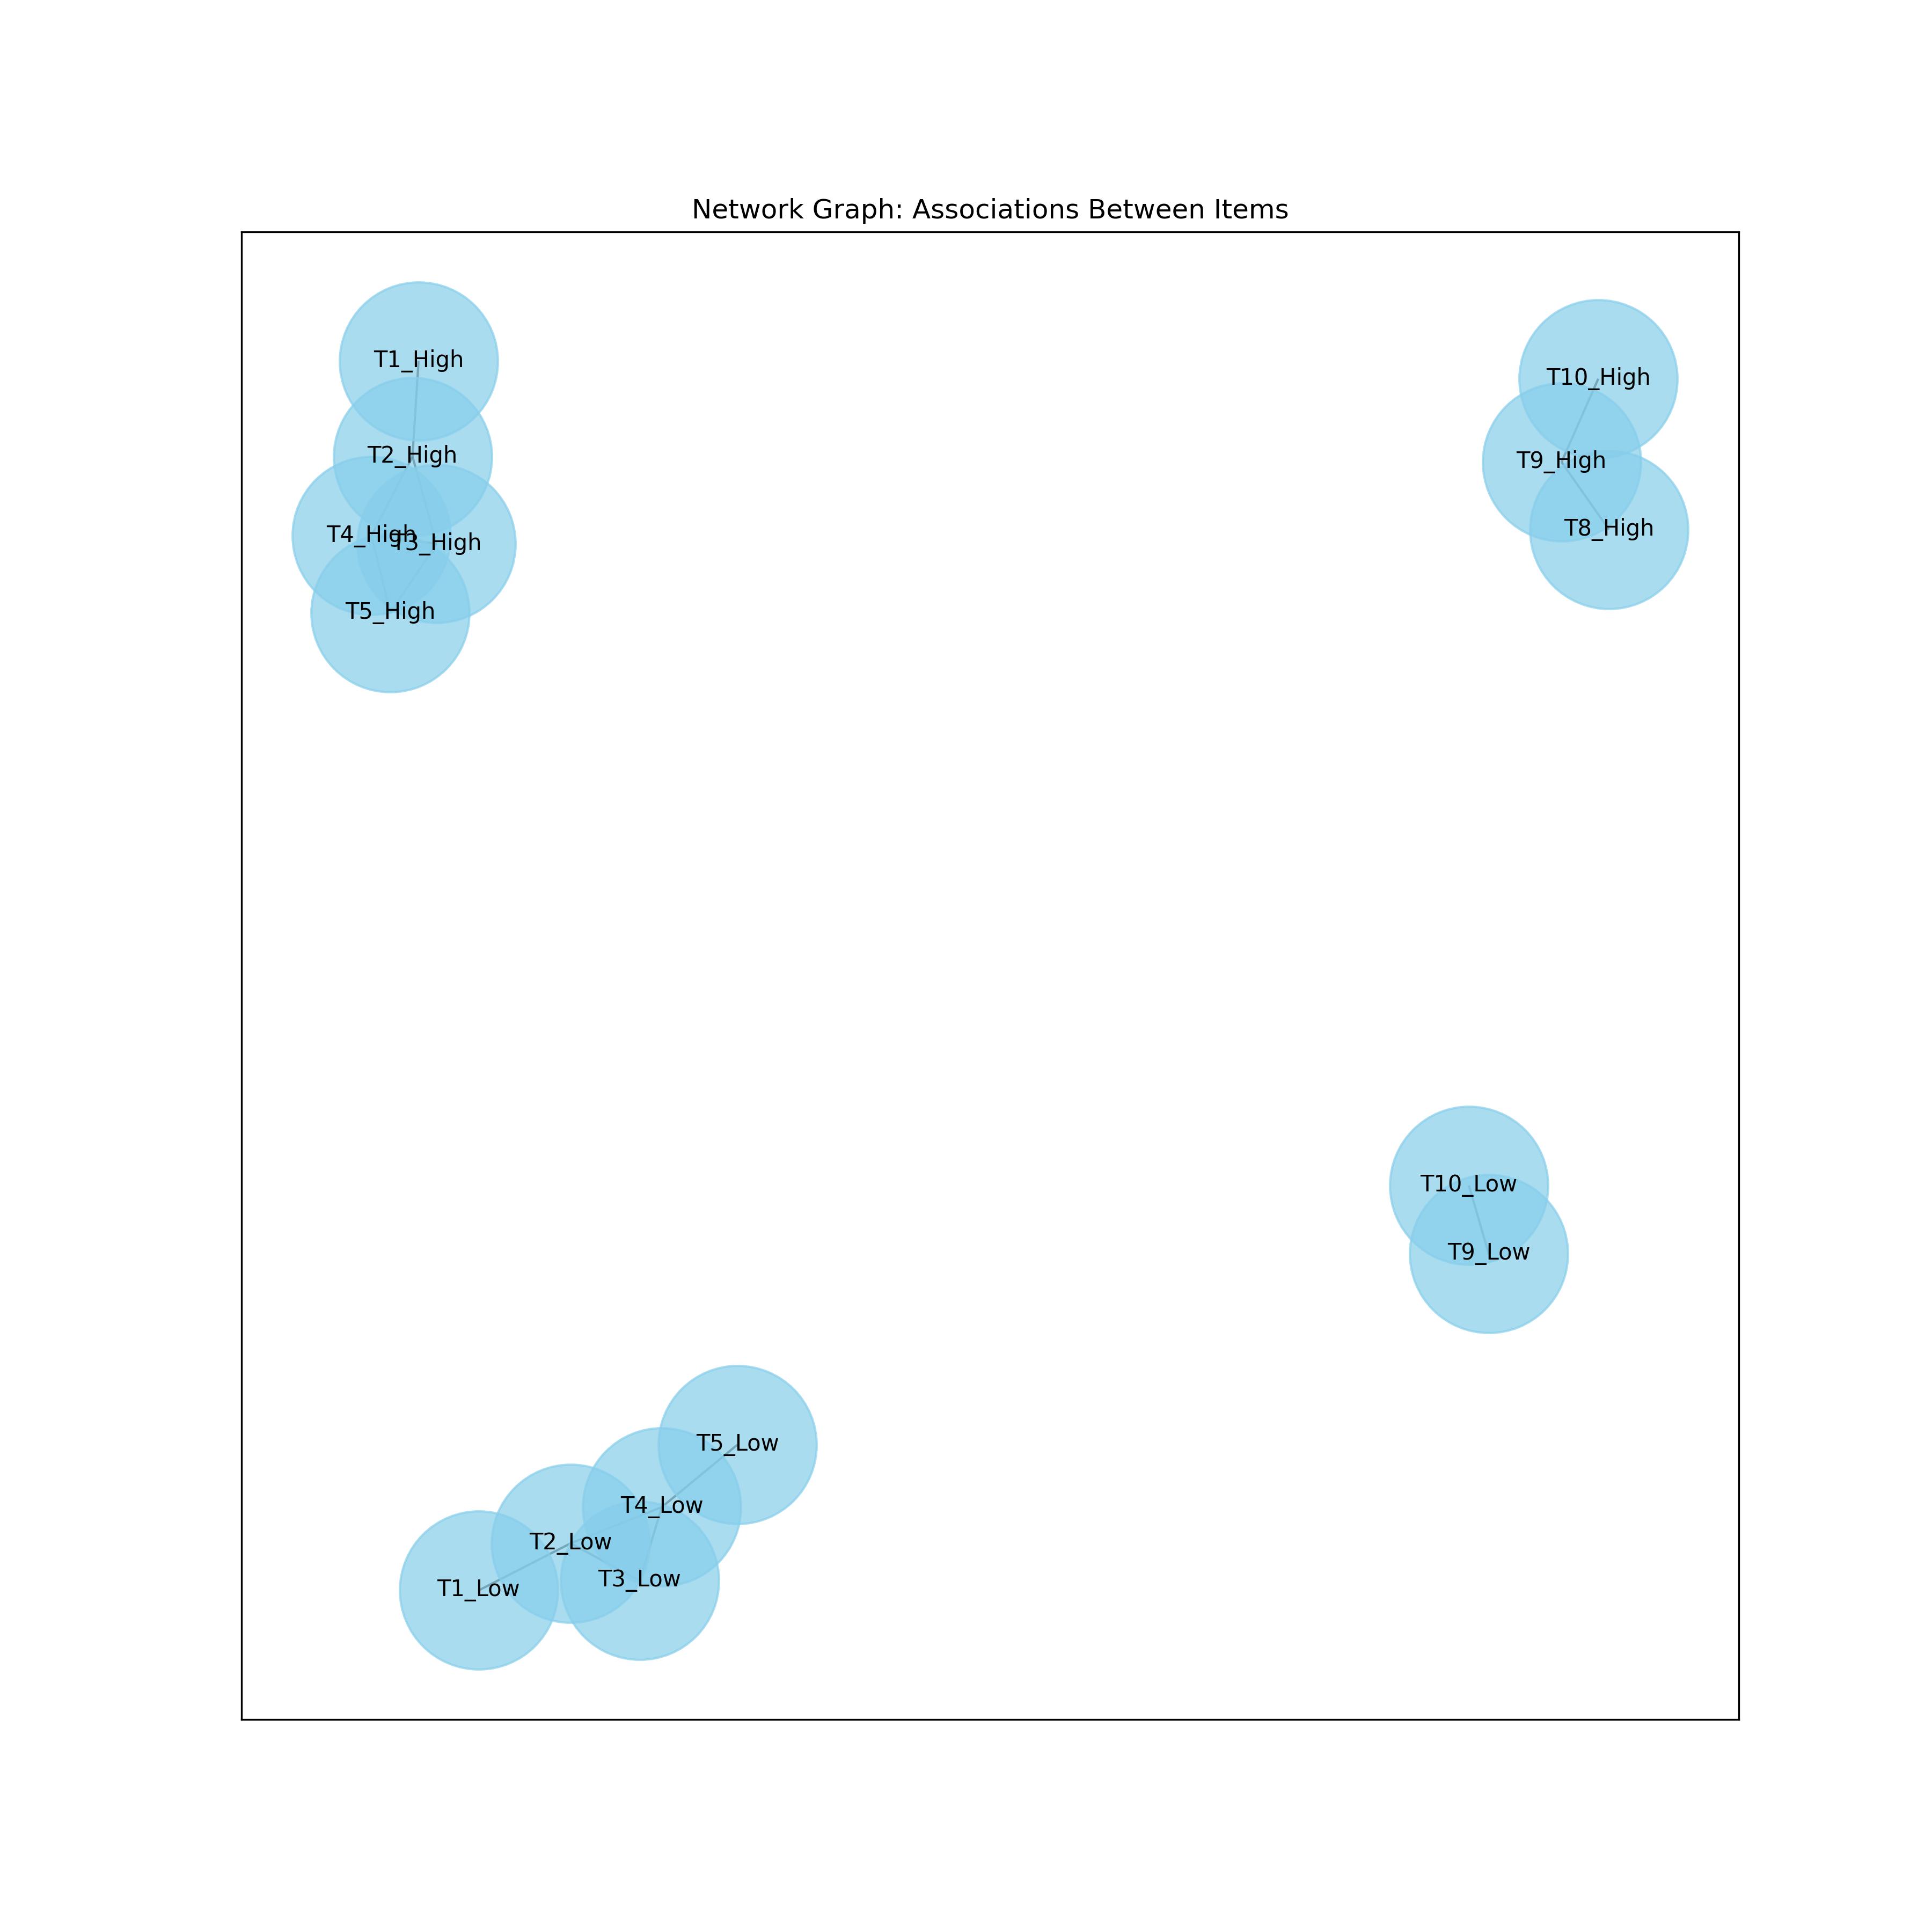 Network Graph: Associations Between Items
T1_High
T10_High
T2_High
T9_High
T8_High
T4_High
T3_High
T5_High
T10_Low
T9_Low
T5_Low
T4_Low
T2_Low
T3_Low
T1_Low